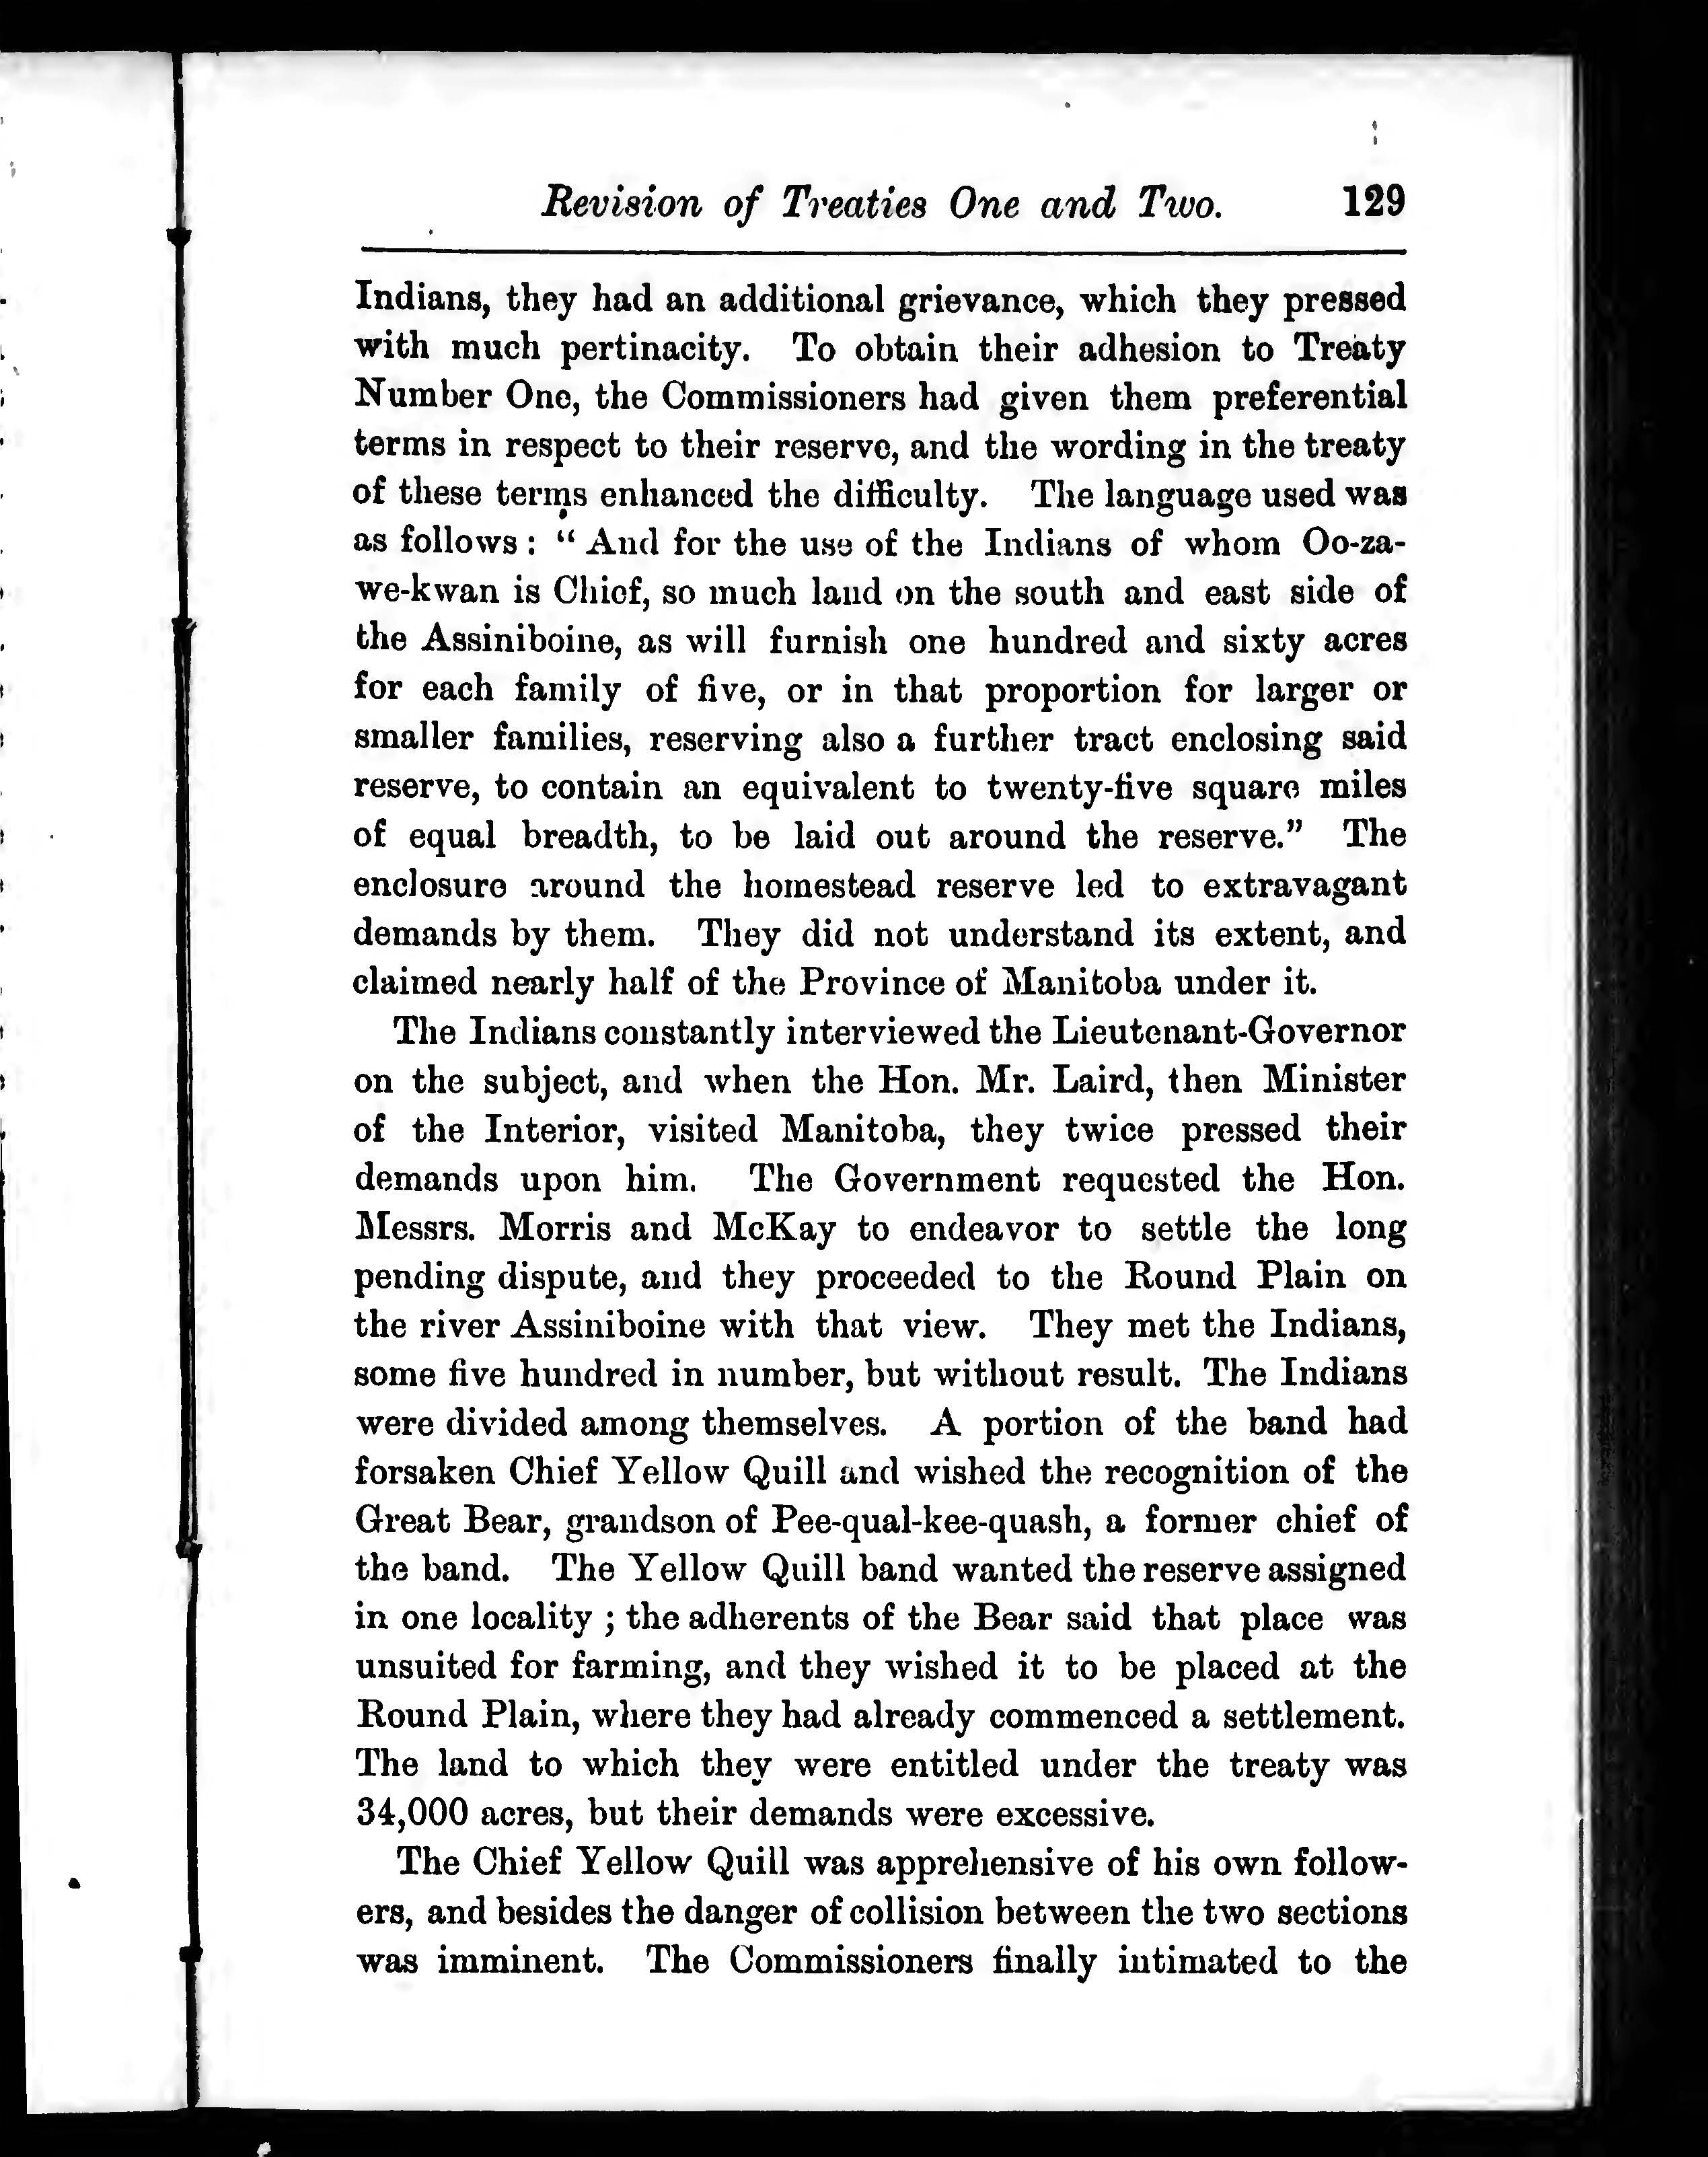 Revision of Treaties One and Two. 129
Indians, they had an additional grievance, which they pressed
with much pertinacity. To obtain their adhesion to Treaty
Number One, the Commissioners had given them preferential
terms in respect to their reserve, and the wording in the treaty
of these terms enhanced the difficulty. The language used was
as follows : “ And for the use of the Indians of whom Oo-za-
we-kwan is Chief, so much land on the south and east side of
the Assiniboine, as will furnish one hundred and sixty acres
for each family of five, or in that proportion for larger or
smaller families, reserving also a further tract enclosing said
reserve, to contain an equivalent to twenty-five square miles
of equal breadth, to be laid out around the reserve.” The
enclosure around the homestead reserve led to extravagant
demands by them. They did not understand its extent, and
claimed nearly half of the Province of Manitoba under it.
The Indians constantly interviewed the Lieutenant-Governor
on the subject, and when the Hon. Mr. Laird, then Minister
of the Interior, visited Manitoba, they twice pressed their
demands upon him. The Government requested the Hon.
Messrs. Morris and McKay to endeavor to settle the long
pending dispute, and they proceeded to the Round Plain on
the river Assiniboine with that view. They met the Indians,
some five hundred in number, but without result. The Indians
were divided among themselves. A portion of the band had
forsaken Chief Yellow Quill and wished the recognition of the
Great Bear, grandson of Pee-qual-kee-quash, a former chief of
the band. The Yellow Quill band wanted the reserve assigned
in one locality ; the adherents of the Bear said that place was
unsuited for farming, and they wished it to be placed at the
Round Plain, where they had already commenced a settlement.
The land to which they were entitled under the treaty was
34,000 acres, but their demands were excessive.
The Chief Yellow Quill was apprehensive of his own follow-
ers, and besides the danger of collision between the two sections
was imminent. The Commissioners finally intimated to the